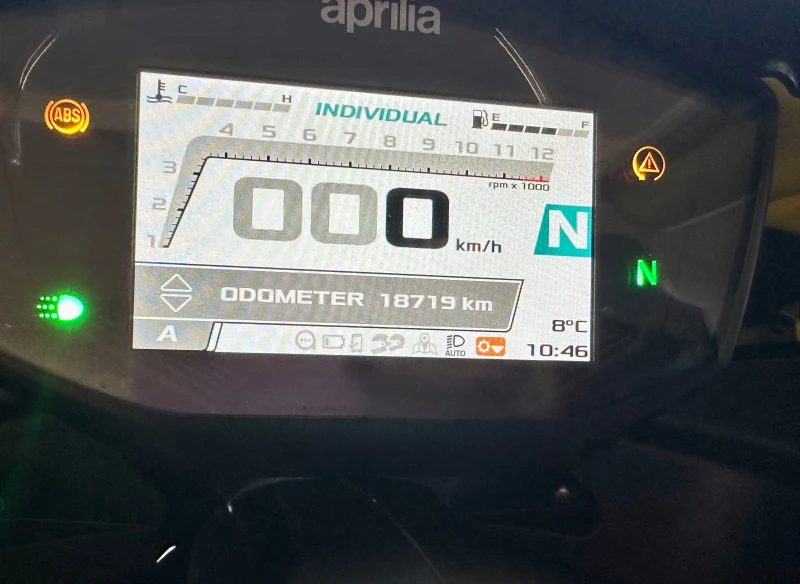 aprilia
C H INDIVIDUAL E F
ABS
4 5 6 7 8 9 10 11 12
3
rpm x 1000
2
000 km/h N
1
N
ODOMETER 18719 km
8°C
A AUTO 10:46